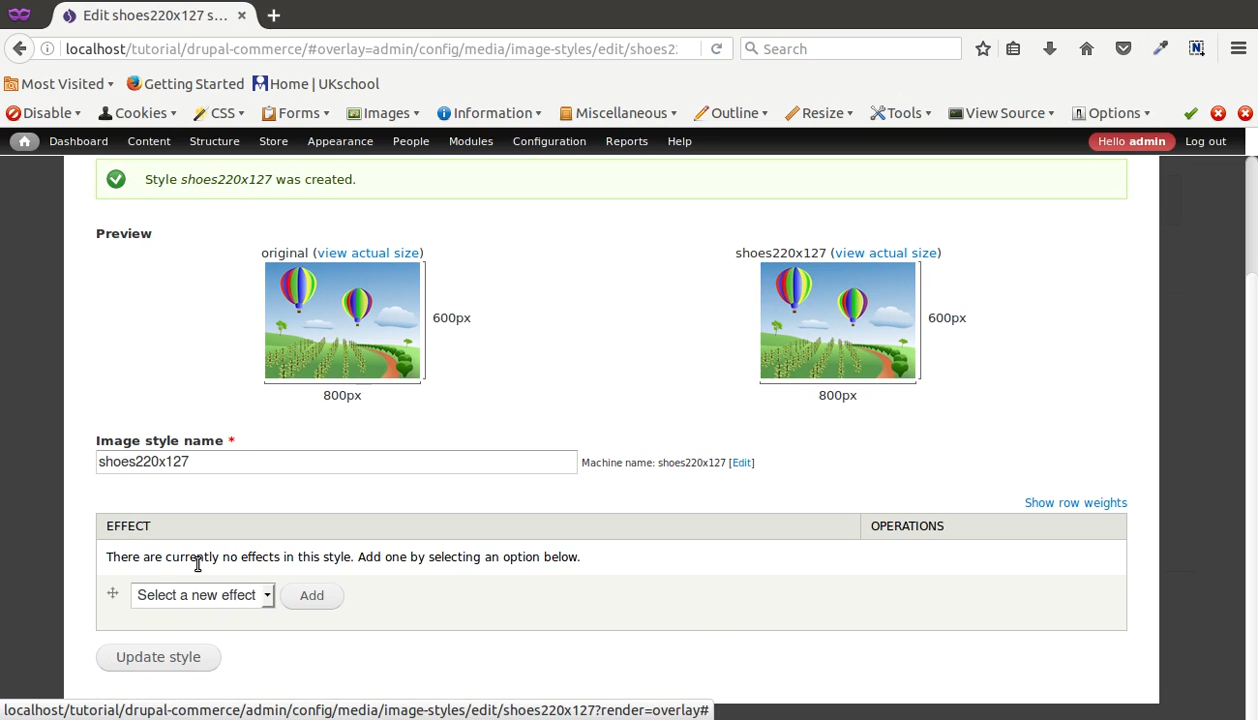 Edit shoes220x127 s...
localhost/tutorial/drupal-commerce/#overlay=admin/config/media/image-styles/edit/shoes2
Search
Most Visited
Getting Started
Home | UKschool
Disable
Cookies
CSS
Forms
Images
Information
Miscellaneous
Outline
Resize
Tools
View Source
Options
Dashboard
Content
Structure
Store
Appearance
People
Modules
Configuration
Reports
Help
Hello admin
Log out
Style shoes220x127 was created.
Preview
original (view actual size)
600px
800px
shoes220x127 (view actual size)
600px
800px
Image style name *
shoes220x127
Machine name: shoes220x127 [Edit]
Show row weights
EFFECT
OPERATIONS
There are currently no effects in this style. Add one by selecting an option below.
Select a new effect
Add
Update style
localhost/tutorial/drupal-commerce/admin/config/media/image-styles/edit/shoes220x127?render=overlay#